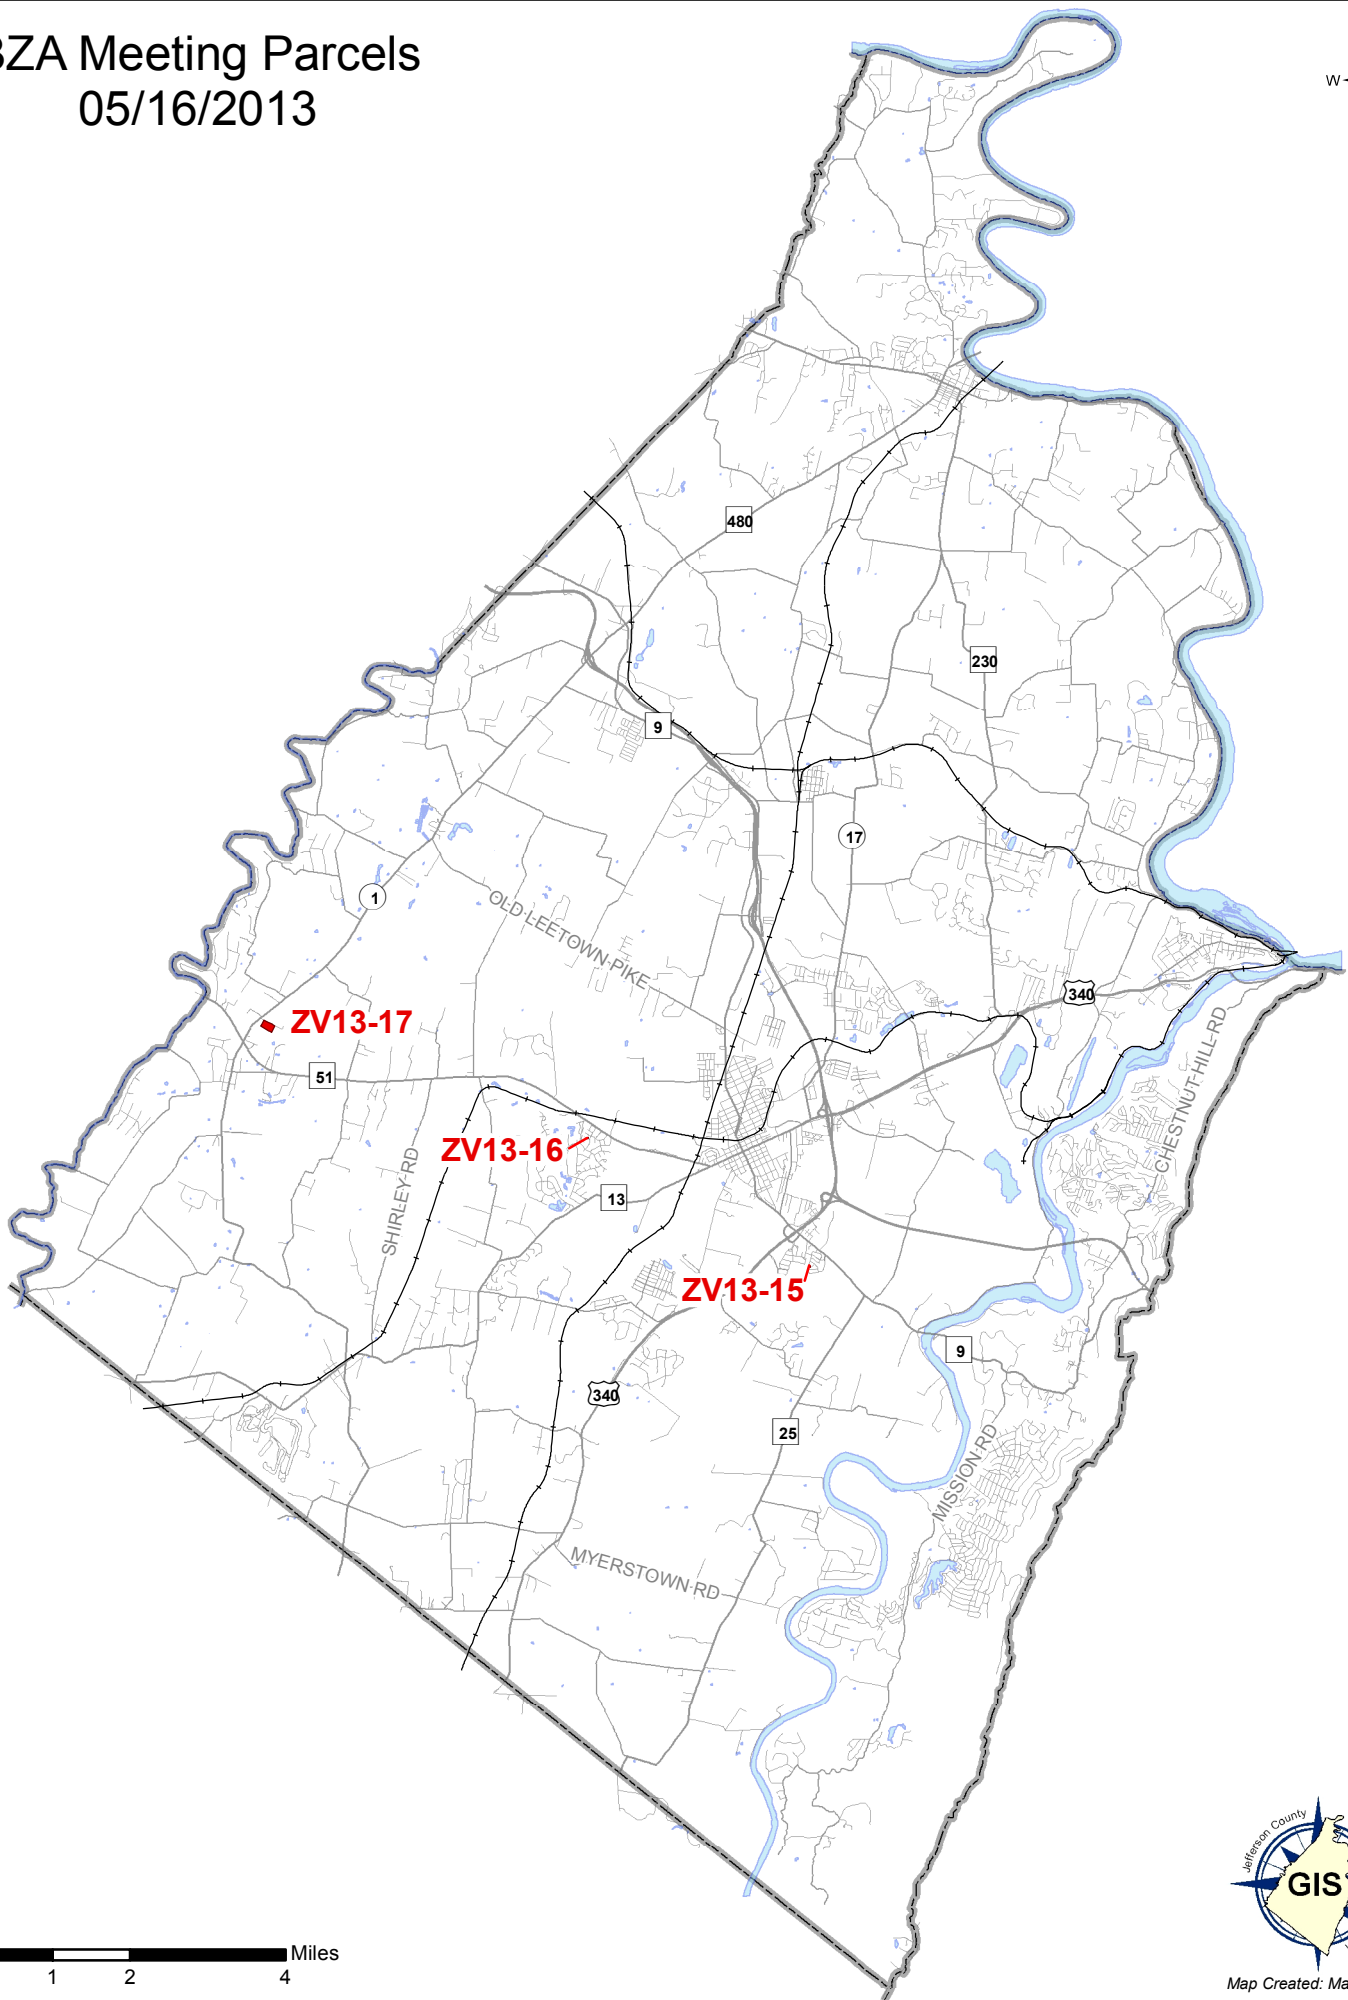 BZA Meeting Parcels
05/16/2013
W
480
230
9
17
1
OLD LEETOWN PIKE
340
ZV13-17
51
CHESTNUT HILL RD
ZV13-16
SHIRLEY RD
13
ZV13-15
9
340
25
MISSION RD
MYERSTOWN RD
Jefferson County
GIS
Miles
1 2 4
Map Created: Ma